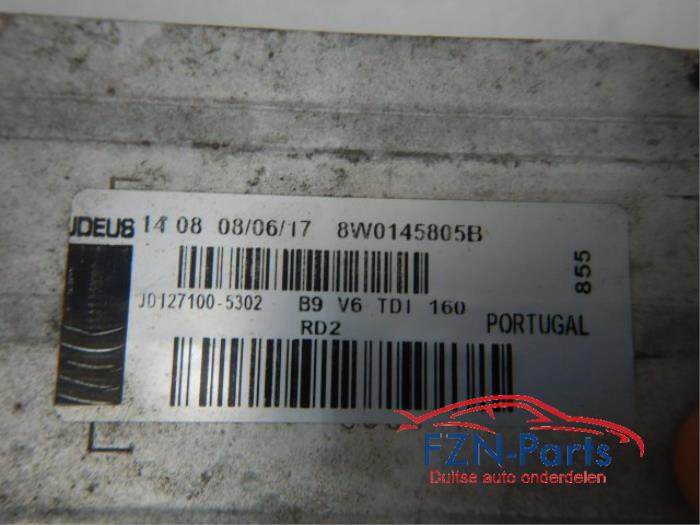 JDEUS 14 08 08/06/17 8W0145805B
855
JD127100-5302 B9 V6 TDI 160
RD2
PORTUGAL
FZN-Parts
Duitse auto onderdelen